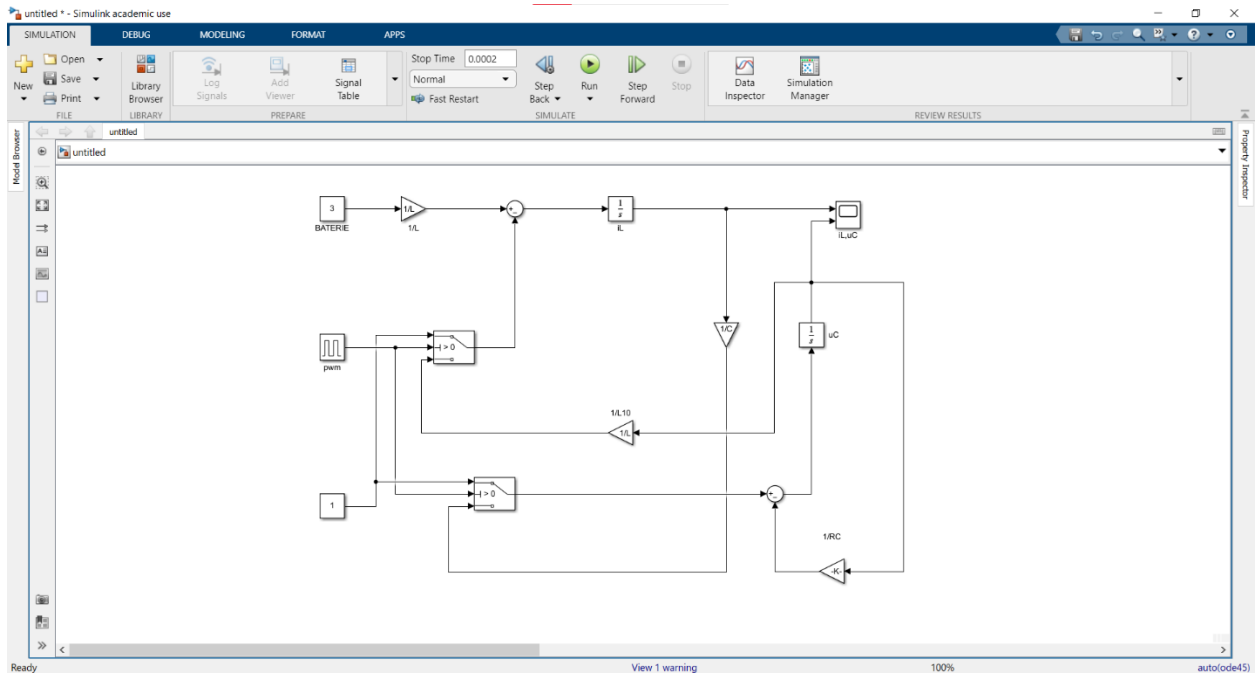 untitled * - Simulink academic use
SIMULATION DEBUG MODELING FORMAT APPS
New
Open
Save
Print
FILE
Library Browser
LIBRARY
Log Signals
Add Viewer
Signal Table
PREPARE
Stop Time 0.0002
Normal
Fast Restart
Step Back
Run
Step Forward
Stop
SIMULATE
Data Inspector
Simulation Manager
REVIEW RESULTS
Model Browser
untitled
untitled
Property Inspector
3
BATERIE
1/L
1/L
+
-
1
s
iL
iL,uC
pwm
> 0
1/C
1
s
uC
1/L10
1/L
1
> 0
+
-
1/RC
-K-
Ready
View 1 warning
100%
auto(ode45)